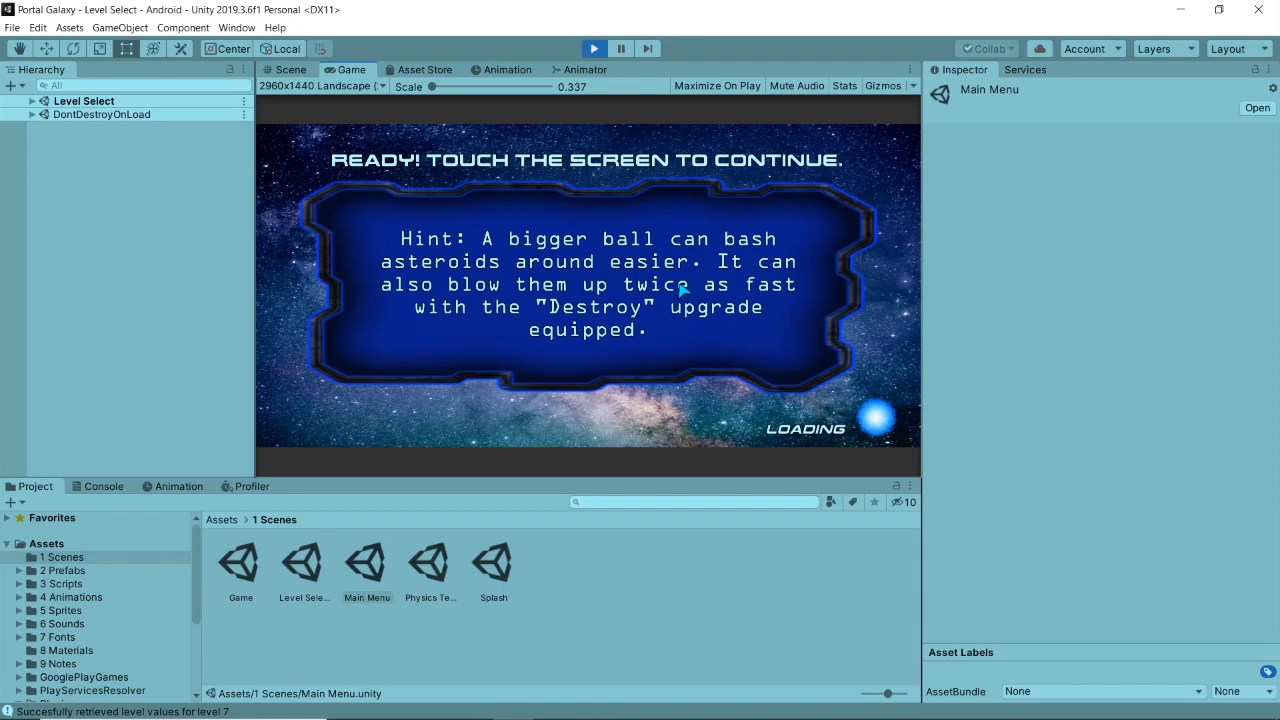 Portal Galaxy - Level Select - Android - Unity 2019.3.6f1 Personal <DX11>
File Edit Assets GameObject Component Window Help
Center Local Collab Account Layers Layout
Hierarchy Scene Game Asset Store Animation Animator Inspector Services
All 2960x1440 Landscape ( Scale 0.337 Maximize On Play Mute Audio Stats Gizmos Main Menu
Level Select
Open
DontDestroyOnLoad
READY! TOUCH THE SCREEN TO CONTINUE.
Hint: A bigger ball can bash
asteroids around easier. It can
also blow them up twice as fast
with the "Destroy" upgrade
equipped.
LOADING
Project Console Animation Profiler
10
Favorites Assets > 1 Scenes
Assets
1 Scenes
2 Prefabs
3 Scripts
4 Animations
5 Sprites
6 Sounds
7 Fonts
8 Materials
9 Notes
GooglePlayGames
PlayServicesResolver
Game Level Sele... Main Menu Physics Te... Splash
Assets/1 Scenes/Main Menu.unity
Asset Labels
AssetBundle None None
Succesfully retrieved level values for level 7